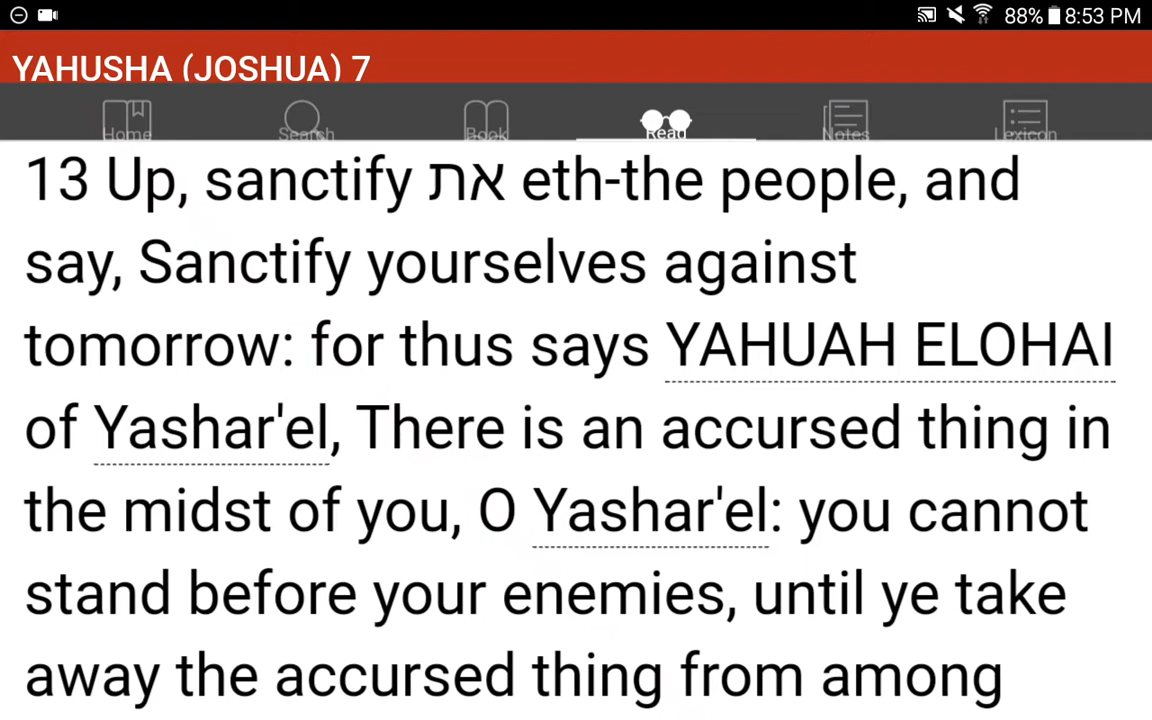 88% 8:53 PM
YAHUSHA (JOSHUA) 7
Home Search Book Read Notes Lexicon
13 Up, sanctify את eth-the people, and
say, Sanctify yourselves against
tomorrow: for thus says YAHUAH ELOHAI
of Yashar'el, There is an accursed thing in
the midst of you, O Yashar'el: you cannot
stand before your enemies, until ye take
away the accursed thing from among